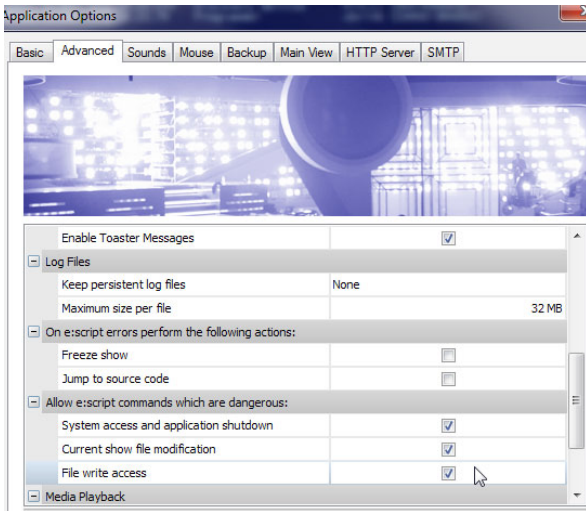 Application Options
Basic Advanced Sounds Mouse Backup Main View HTTP Server SMTP
Enable Toaster Messages
Log Files
Keep persistent log files None
Maximum size per file 32 MB
On e:script errors perform the following actions:
Freeze show
Jump to source code
Allow e:script commands which are dangerous:
System access and application shutdown
Current show file modification
File write access
Media Playback